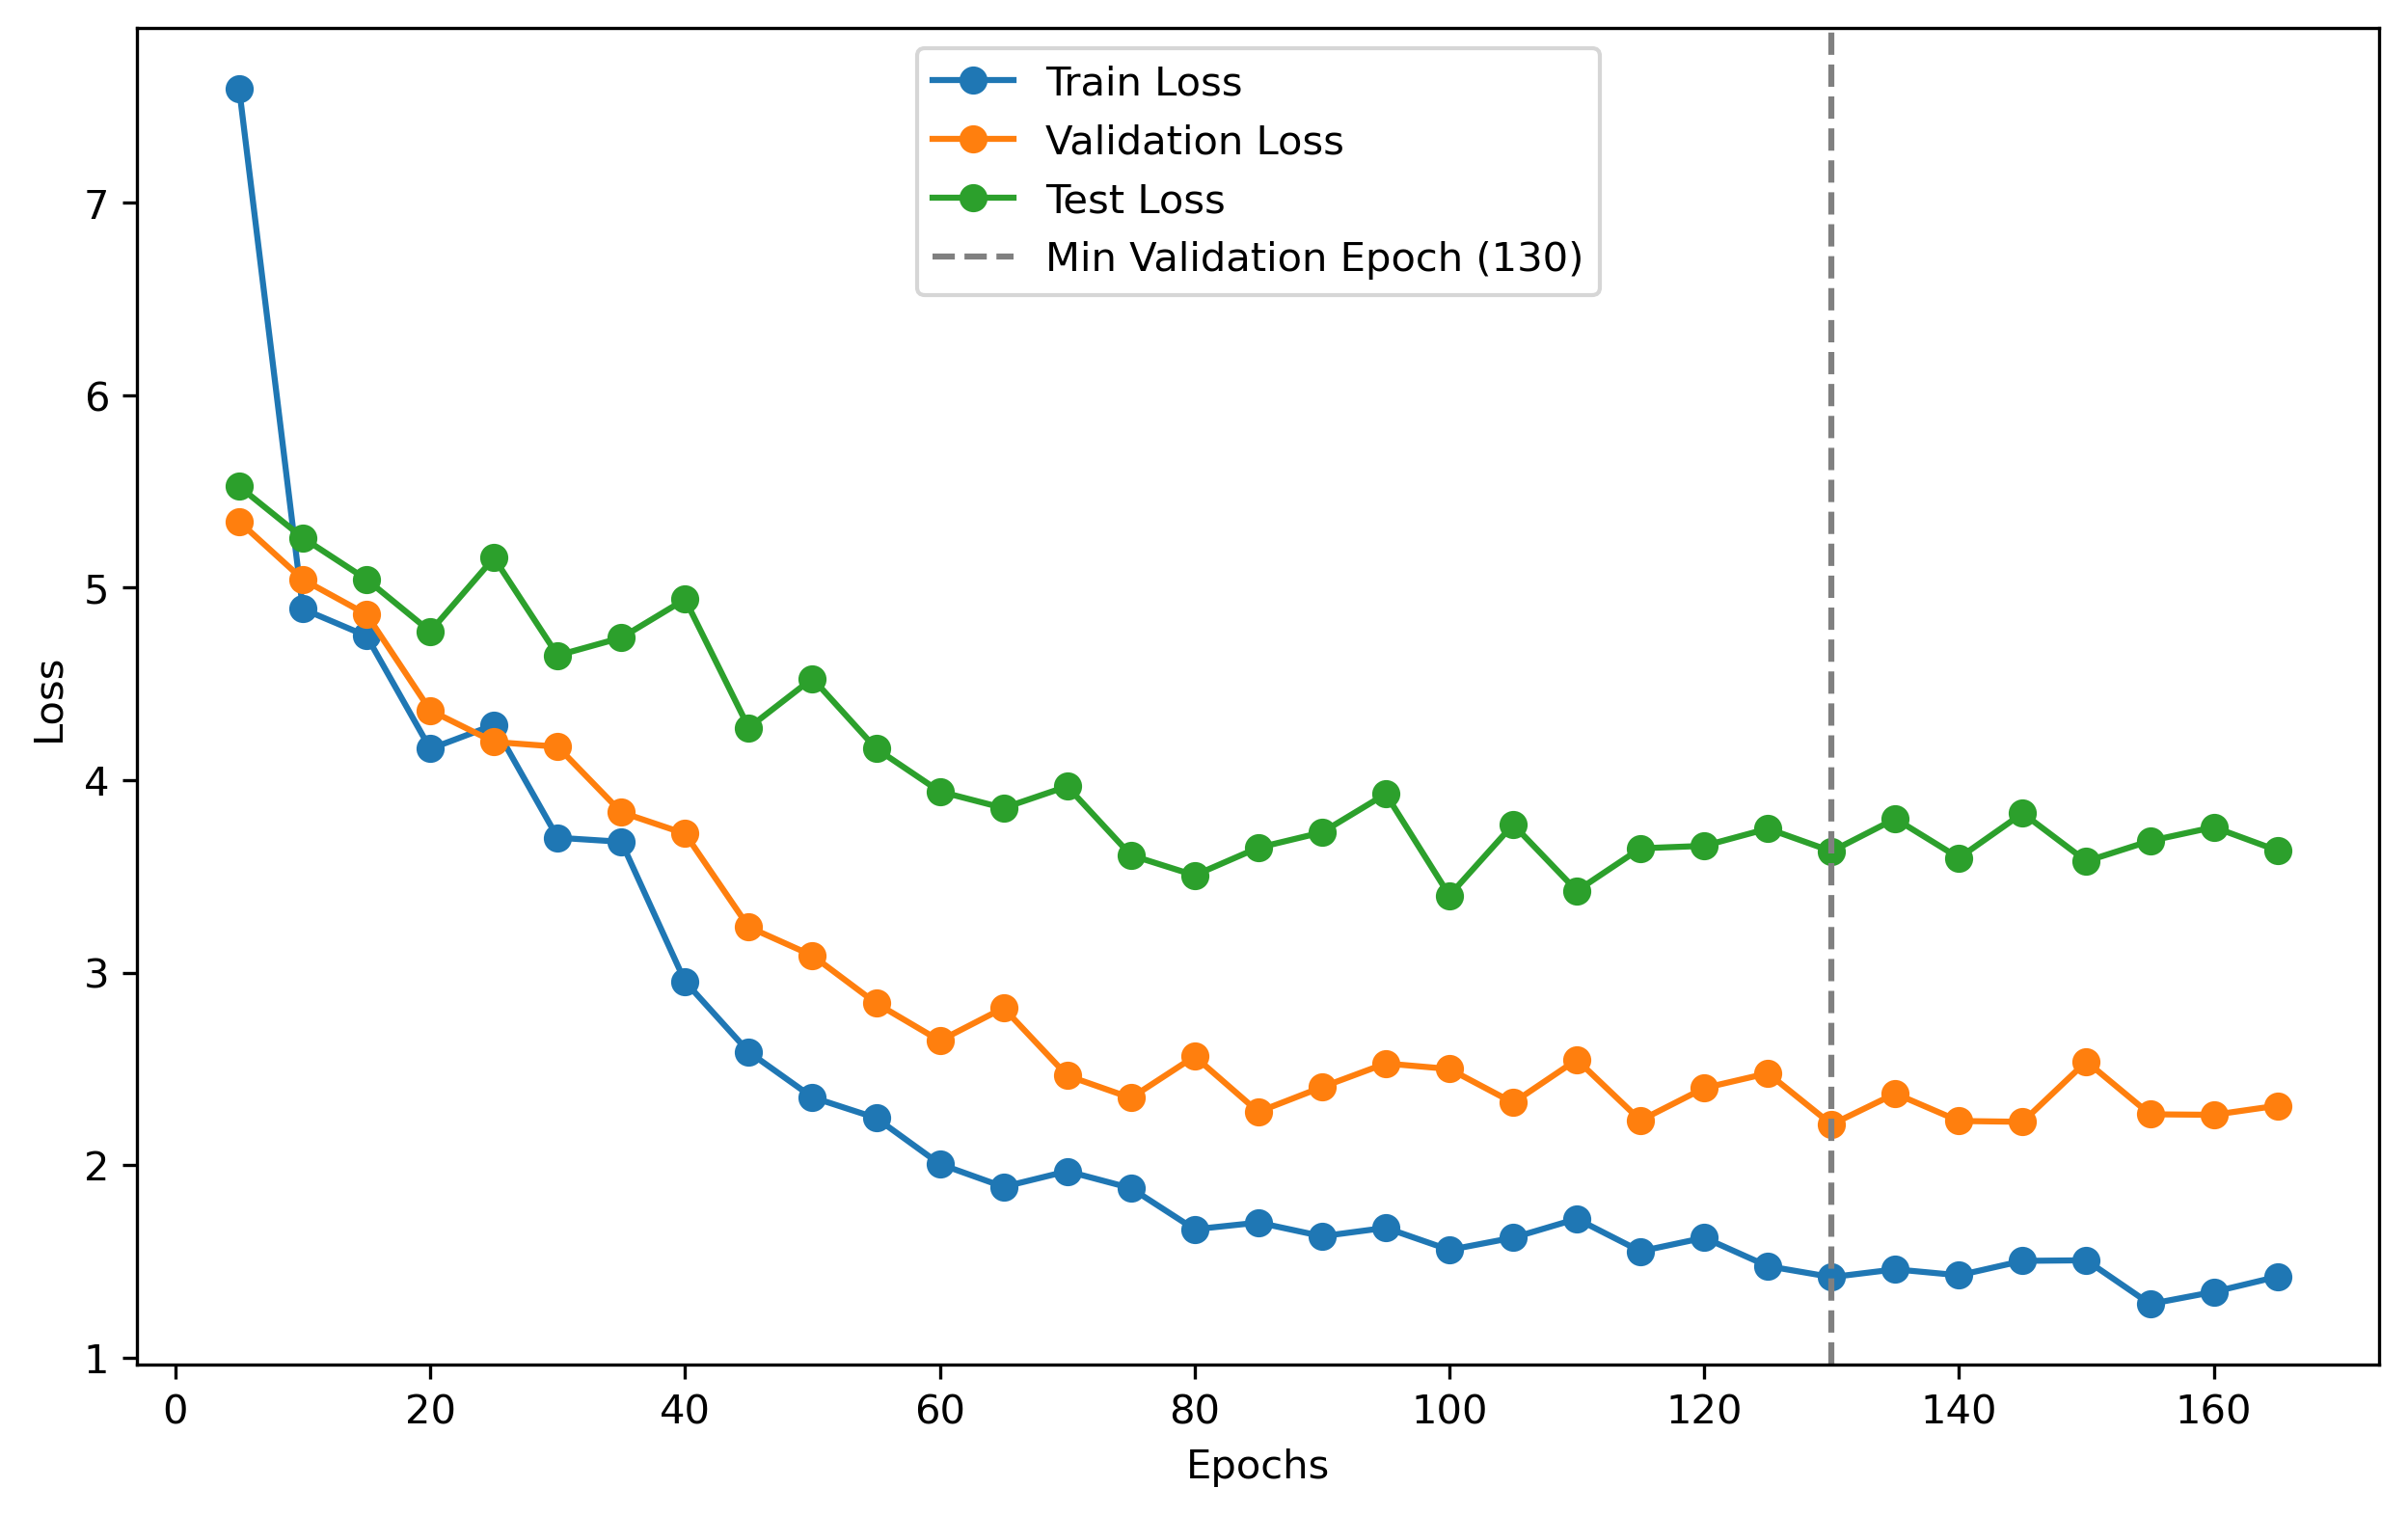 Train Loss
Validation Loss
Test Loss
Min Validation Epoch (130)
Loss
7
6
5
4
3
2
1
0 20 40 60 80 100 120 140 160
Epochs